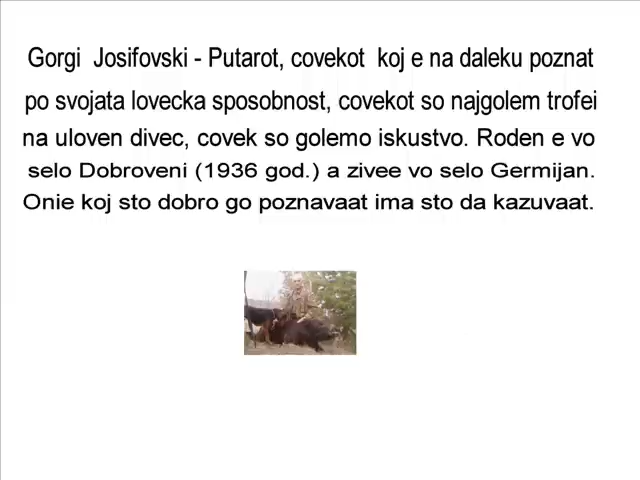 Gorgi Josifovski - Putarot, covekot koj e na daleku poznat
po svojata lovecka sposobnost, covekot so najgolem trofei
na uloven divec, covek so golemo iskustvo. Roden e vo
selo Dobroveni (1936 god.) a zivee vo selo Germijan.
Onie koj sto dobro go poznavaat ima sto da kazuvaat.